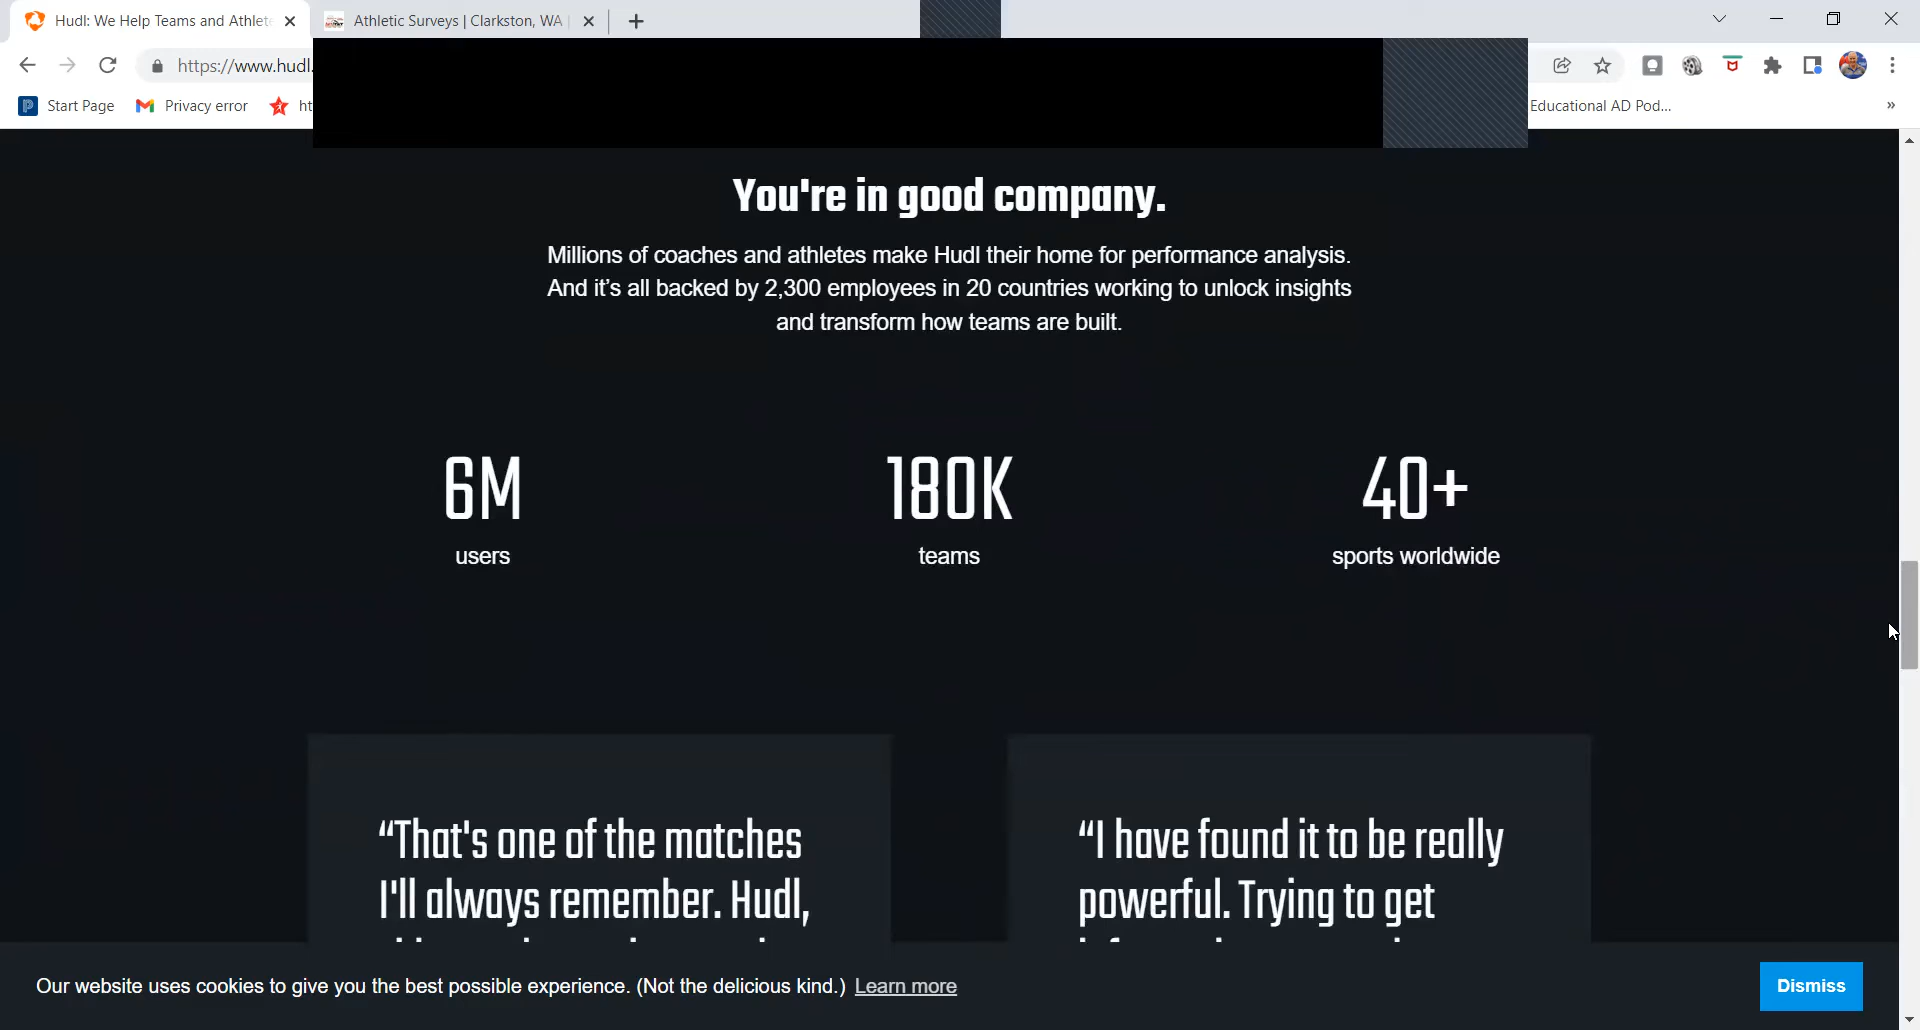 Hudl: We Help Teams and Athlete
Athletic Surveys | Clarkston, WA |
https://www.hudl.
Start Page
Privacy error
Educational AD Pod...
»
You're in good company.
Millions of coaches and athletes make Hudl their home for performance analysis.
And it’s all backed by 2,300 employees in 20 countries working to unlock insights
and transform how teams are built.
6M
180K
40+
users
teams
sports worldwide
“That's one of the matches
I'll always remember. Hudl,
“I have found it to be really
powerful. Trying to get
Our website uses cookies to give you the best possible experience. (Not the delicious kind.) Learn more
Dismiss